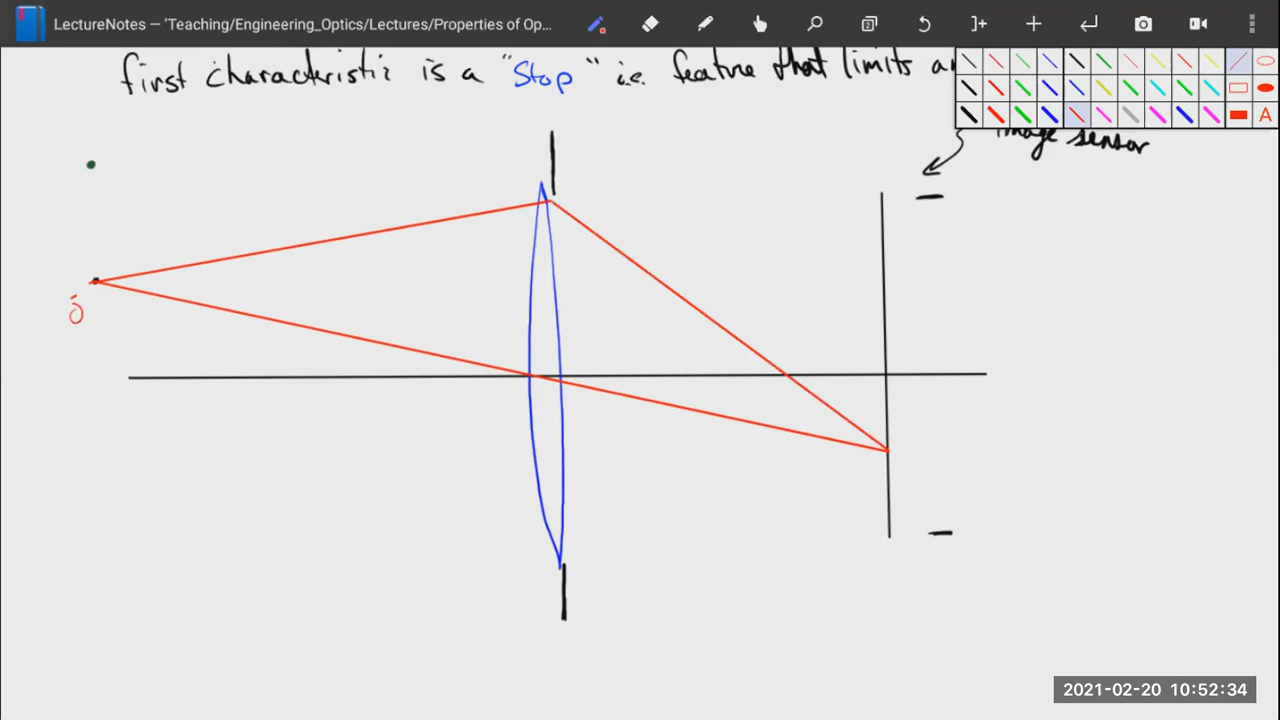 LectureNotes — 'Teaching/Engineering_Optics/Lectures/Properties of Op...
first characteristic is a "Stop" i.e. feature that limits
image sensor
O
A
2021-02-20 10:52:34